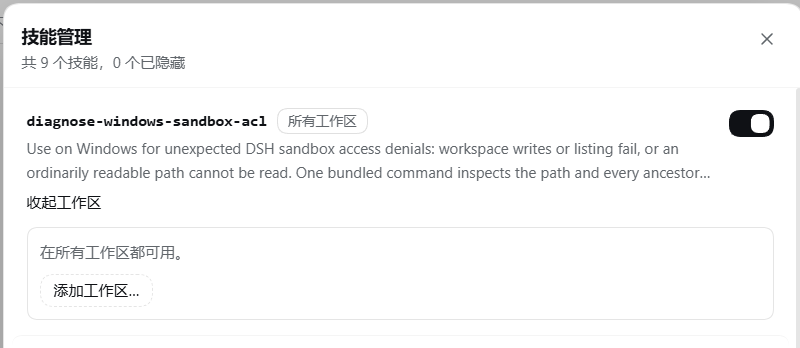 技能管理
共 9 个技能，0 个已隐藏
diagnose-windows-sandbox-acl 所有工作区
Use on Windows for unexpected DSH sandbox access denials: workspace writes or listing fail, or an
ordinarily readable path cannot be read. One bundled command inspects the path and every ancestor...
收起工作区
在所有工作区都可用。
添加工作区...